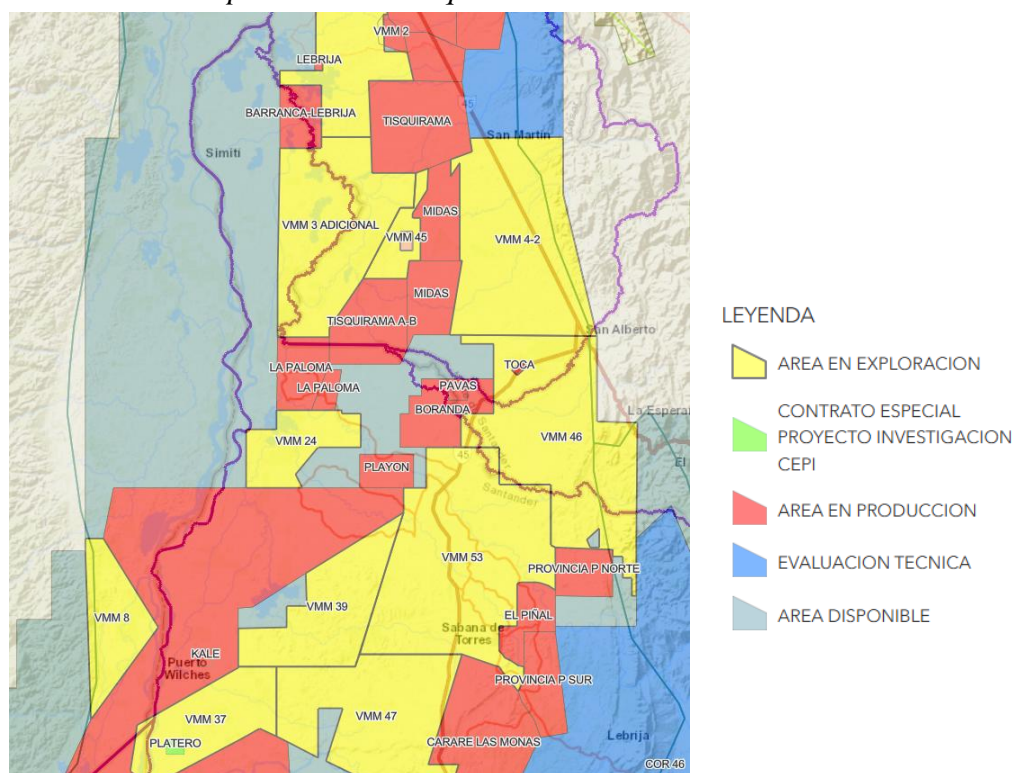 VMM 2
LEBRIJA
BARRANCA-LEBRIJA
TISQUIRAMA
45
San Martín
Simití
MIDAS
VMM 3 ADICIONAL
VMM 45
VMM 4-2
MIDAS
TISQUIRAMA A-B
San Alberto
LA PALOMA
TOCA
LA PALOMA
PAVAS
BORANDA
La Esperan
VMM 24
VMM 46
45
Santander
El
PLAYON
Santander
VMM 53
PROVINCIA P NORTE
VMM 8
VMM 39
EL PIÑAL
Sabana de
Torres
KALE
Puerto
Wilches
PROVINCIA P SUR
VMM 37
VMM 47
PLATERO
CARARE LAS MONAS
Lebrija
COR 46
LEYENDA
AREA EN EXPLORACION
CONTRATO ESPECIAL
PROYECTO INVESTIGACION
CEPI
AREA EN PRODUCCION
EVALUACION TECNICA
AREA DISPONIBLE